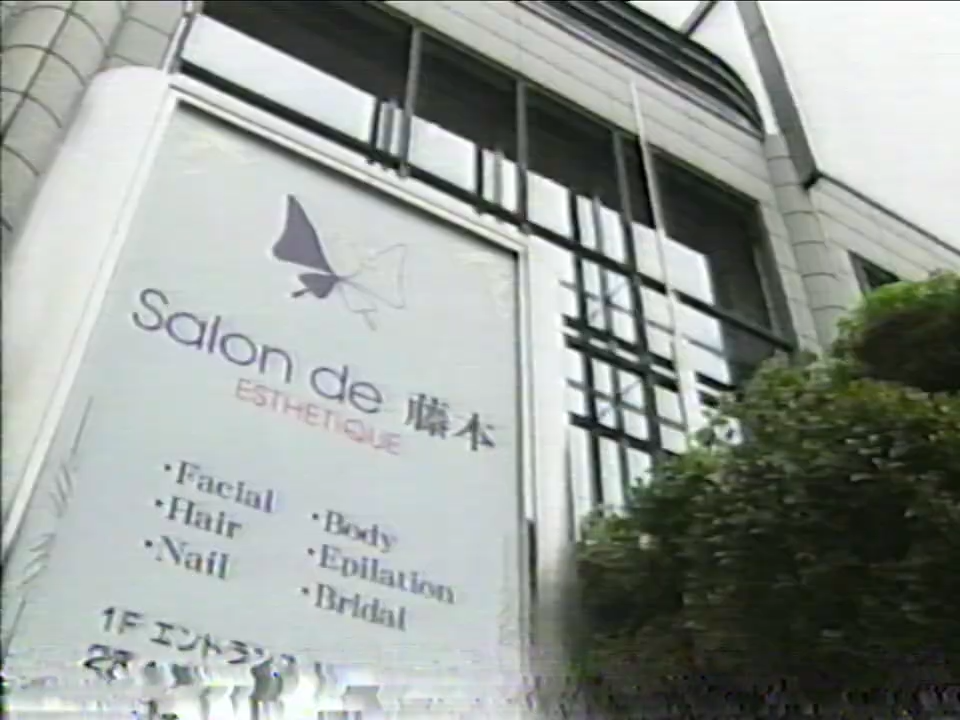 Salon de 藤本
ESTHETIQUE
・Facial
・Hair
・Nail
・Body
・Epilation
・Bridal
1F エントランス